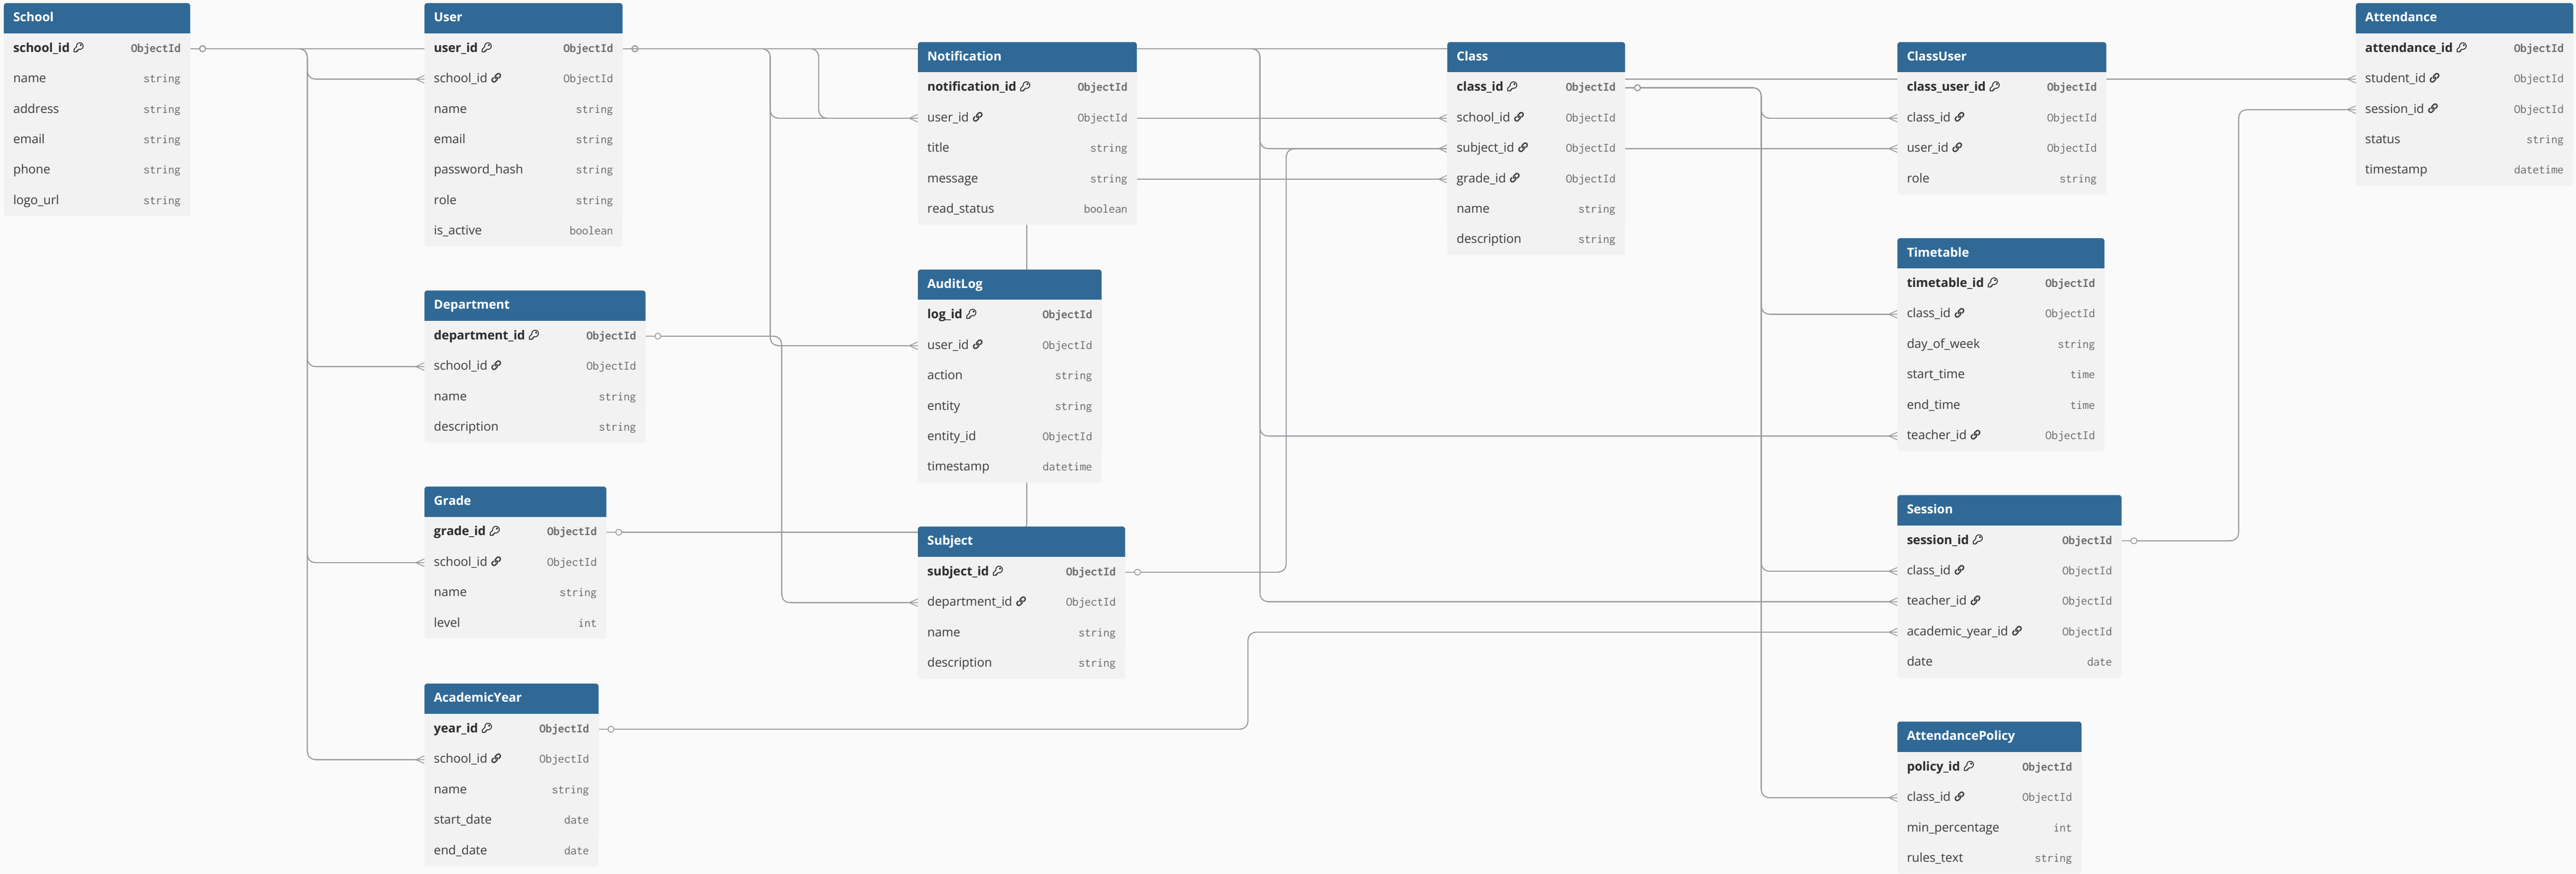 School
school_id ObjectId
name string
address string
email string
phone string
logo_url string
User
user_id ObjectId
school_id ObjectId
name string
email string
password_hash string
role string
is_active boolean
Department
department_id ObjectId
school_id ObjectId
name string
description string
Grade
grade_id ObjectId
school_id ObjectId
name string
level int
AcademicYear
year_id ObjectId
school_id ObjectId
name string
start_date date
end_date date
Notification
notification_id ObjectId
user_id ObjectId
title string
message string
read_status boolean
AuditLog
log_id ObjectId
user_id ObjectId
action string
entity string
entity_id ObjectId
timestamp datetime
Subject
subject_id ObjectId
department_id ObjectId
name string
description string
Class
class_id ObjectId
school_id ObjectId
subject_id ObjectId
grade_id ObjectId
name string
description string
ClassUser
class_user_id ObjectId
class_id ObjectId
user_id ObjectId
role string
Timetable
timetable_id ObjectId
class_id ObjectId
day_of_week string
start_time time
end_time time
teacher_id ObjectId
Session
session_id ObjectId
class_id ObjectId
teacher_id ObjectId
academic_year_id ObjectId
date date
AttendancePolicy
policy_id ObjectId
class_id ObjectId
min_percentage int
rules_text string
Attendance
attendance_id ObjectId
student_id ObjectId
session_id ObjectId
status string
timestamp datetime